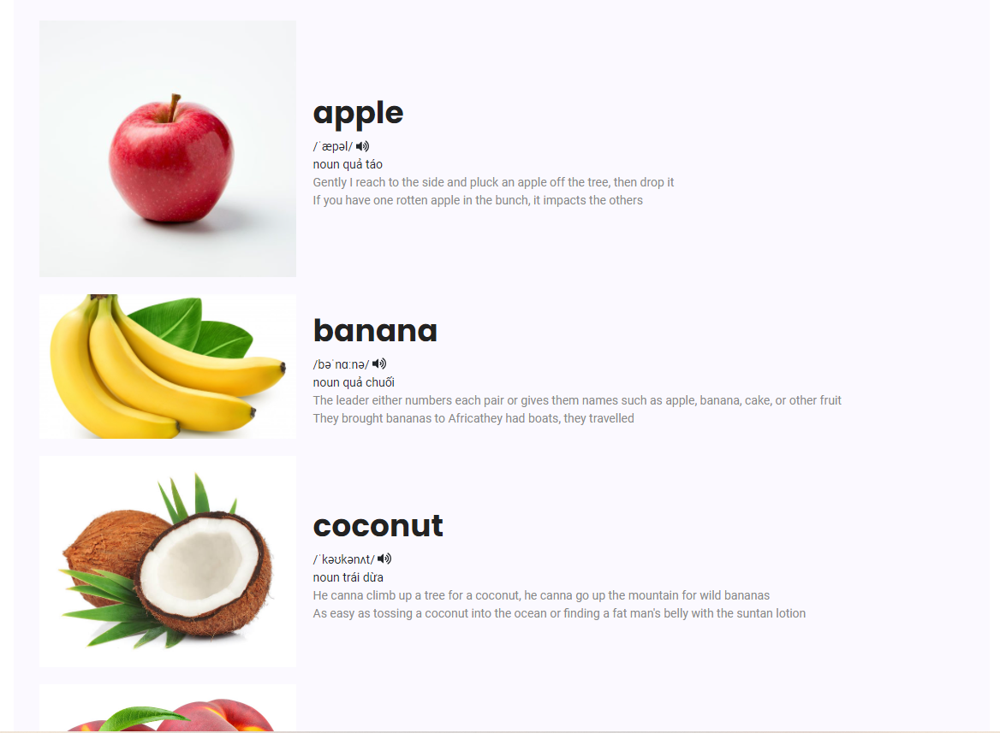 apple
/ˈæpəl/
noun quả táo
Gently I reach to the side and pluck an apple off the tree, then drop it
If you have one rotten apple in the bunch, it impacts the others
banana
/bəˈnɑːnə/
noun quả chuối
The leader either numbers each pair or gives them names such as apple, banana, cake, or other fruit
They brought bananas to Africathey had boats, they travelled
coconut
/ˈkəʊkənʌt/
noun trái dừa
He canna climb up a tree for a coconut, he canna go up the mountain for wild bananas
As easy as tossing a coconut into the ocean or finding a fat man's belly with the suntan lotion